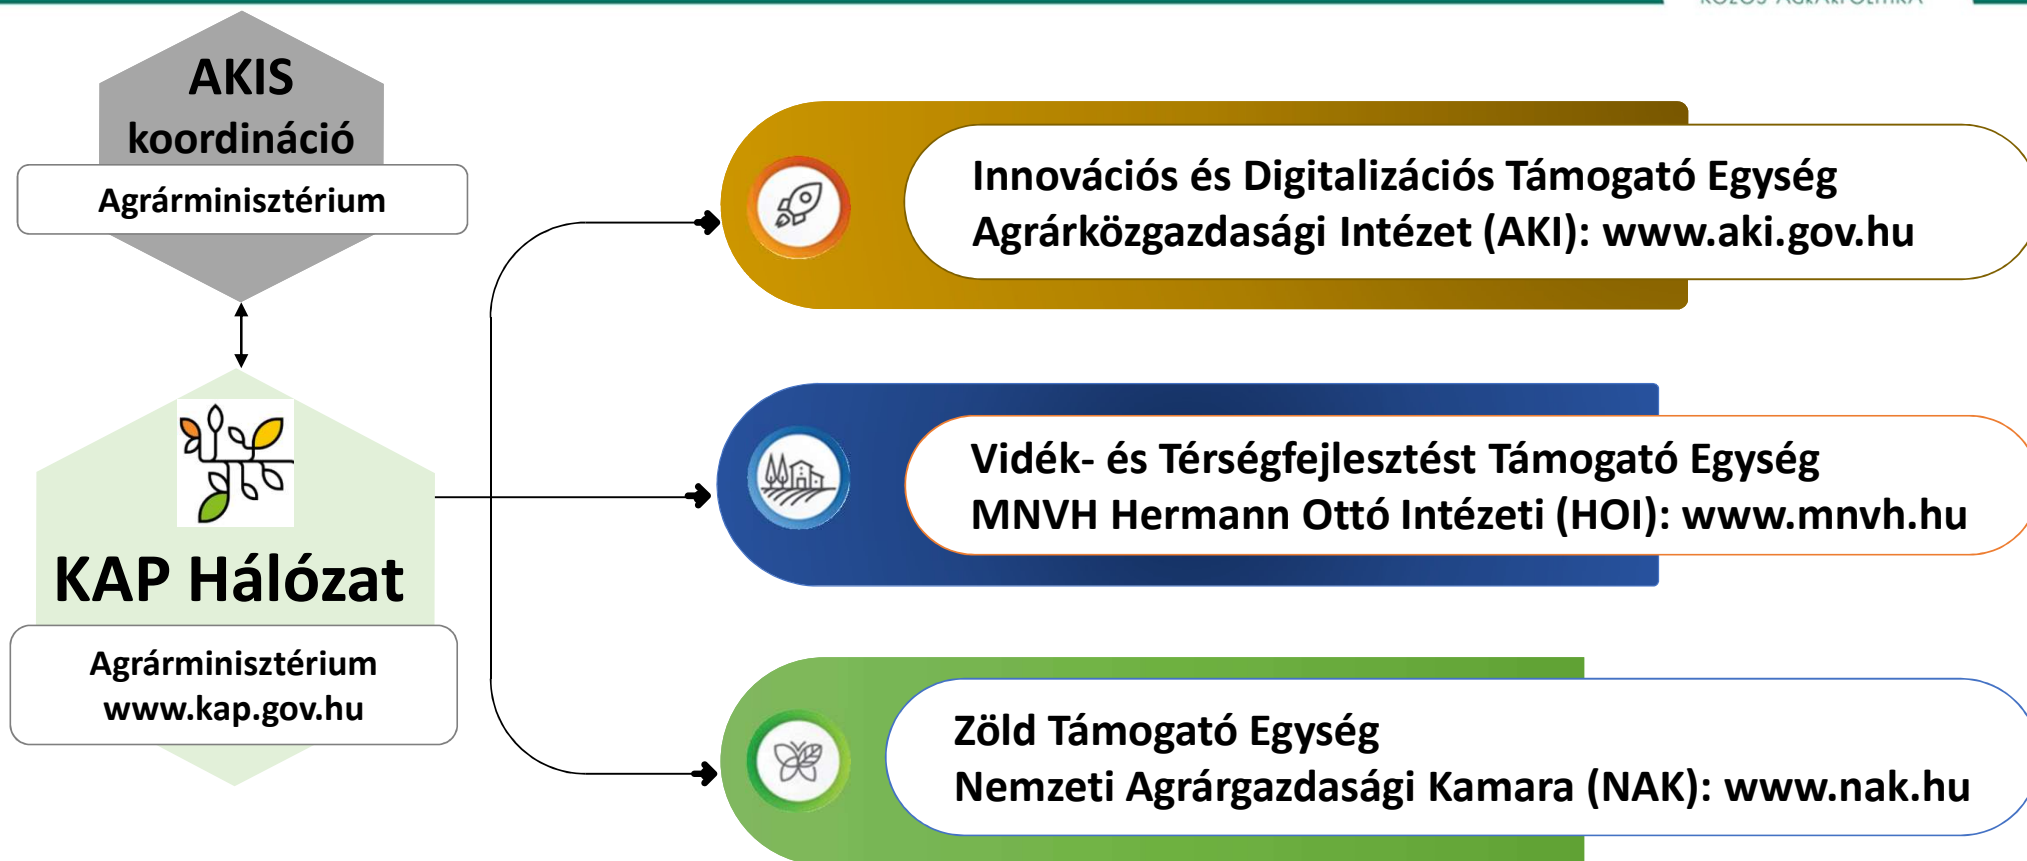 KÖZÖS AGRÁRPOLITIKA
AKIS
koordináció
Agrárminisztérium
KAP Hálózat
Agrárminisztérium
www.kap.gov.hu
Innovációs és Digitalizációs Támogató Egység
Agrárközgazdasági Intézet (AKI): www.aki.gov.hu
Vidék- és Térségfejlesztést Támogató Egység
MNVH Hermann Ottó Intézeti (HOI): www.mnvh.hu
Zöld Támogató Egység
Nemzeti Agrárgazdasági Kamara (NAK): www.nak.hu